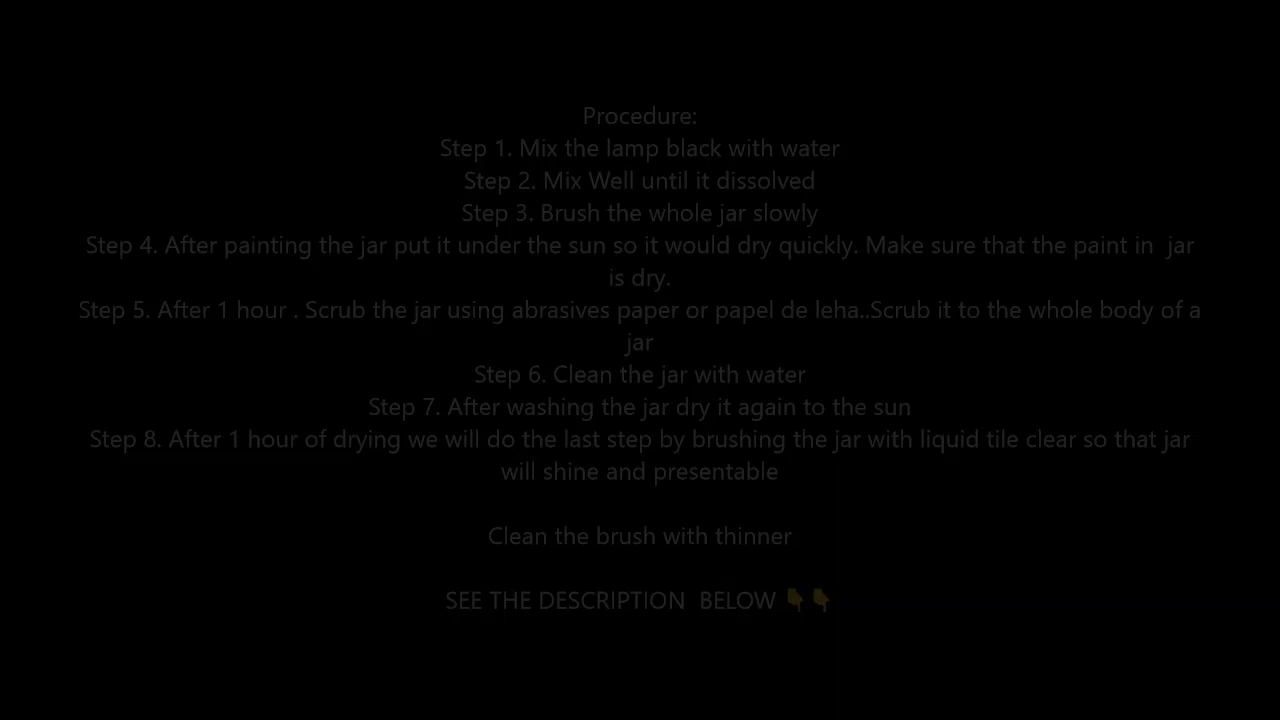 Procedure:
Step 1. Mix the lamp black with water
Step 2. Mix Well until it dissolved
Step 3. Brush the whole jar slowly
Step 4. After painting the jar put it under the sun so it would dry quickly. Make sure that the paint in  jar
is dry.
Step 5. After 1 hour . Scrub the jar using abrasives paper or papel de leha..Scrub it to the whole body of a
jar
Step 6. Clean the jar with water
Step 7. After washing the jar dry it again to the sun
Step 8. After 1 hour of drying we will do the last step by brushing the jar with liquid tile clear so that jar
will shine and presentable
Clean the brush with thinner
SEE THE DESCRIPTION  BELOW 👇👇